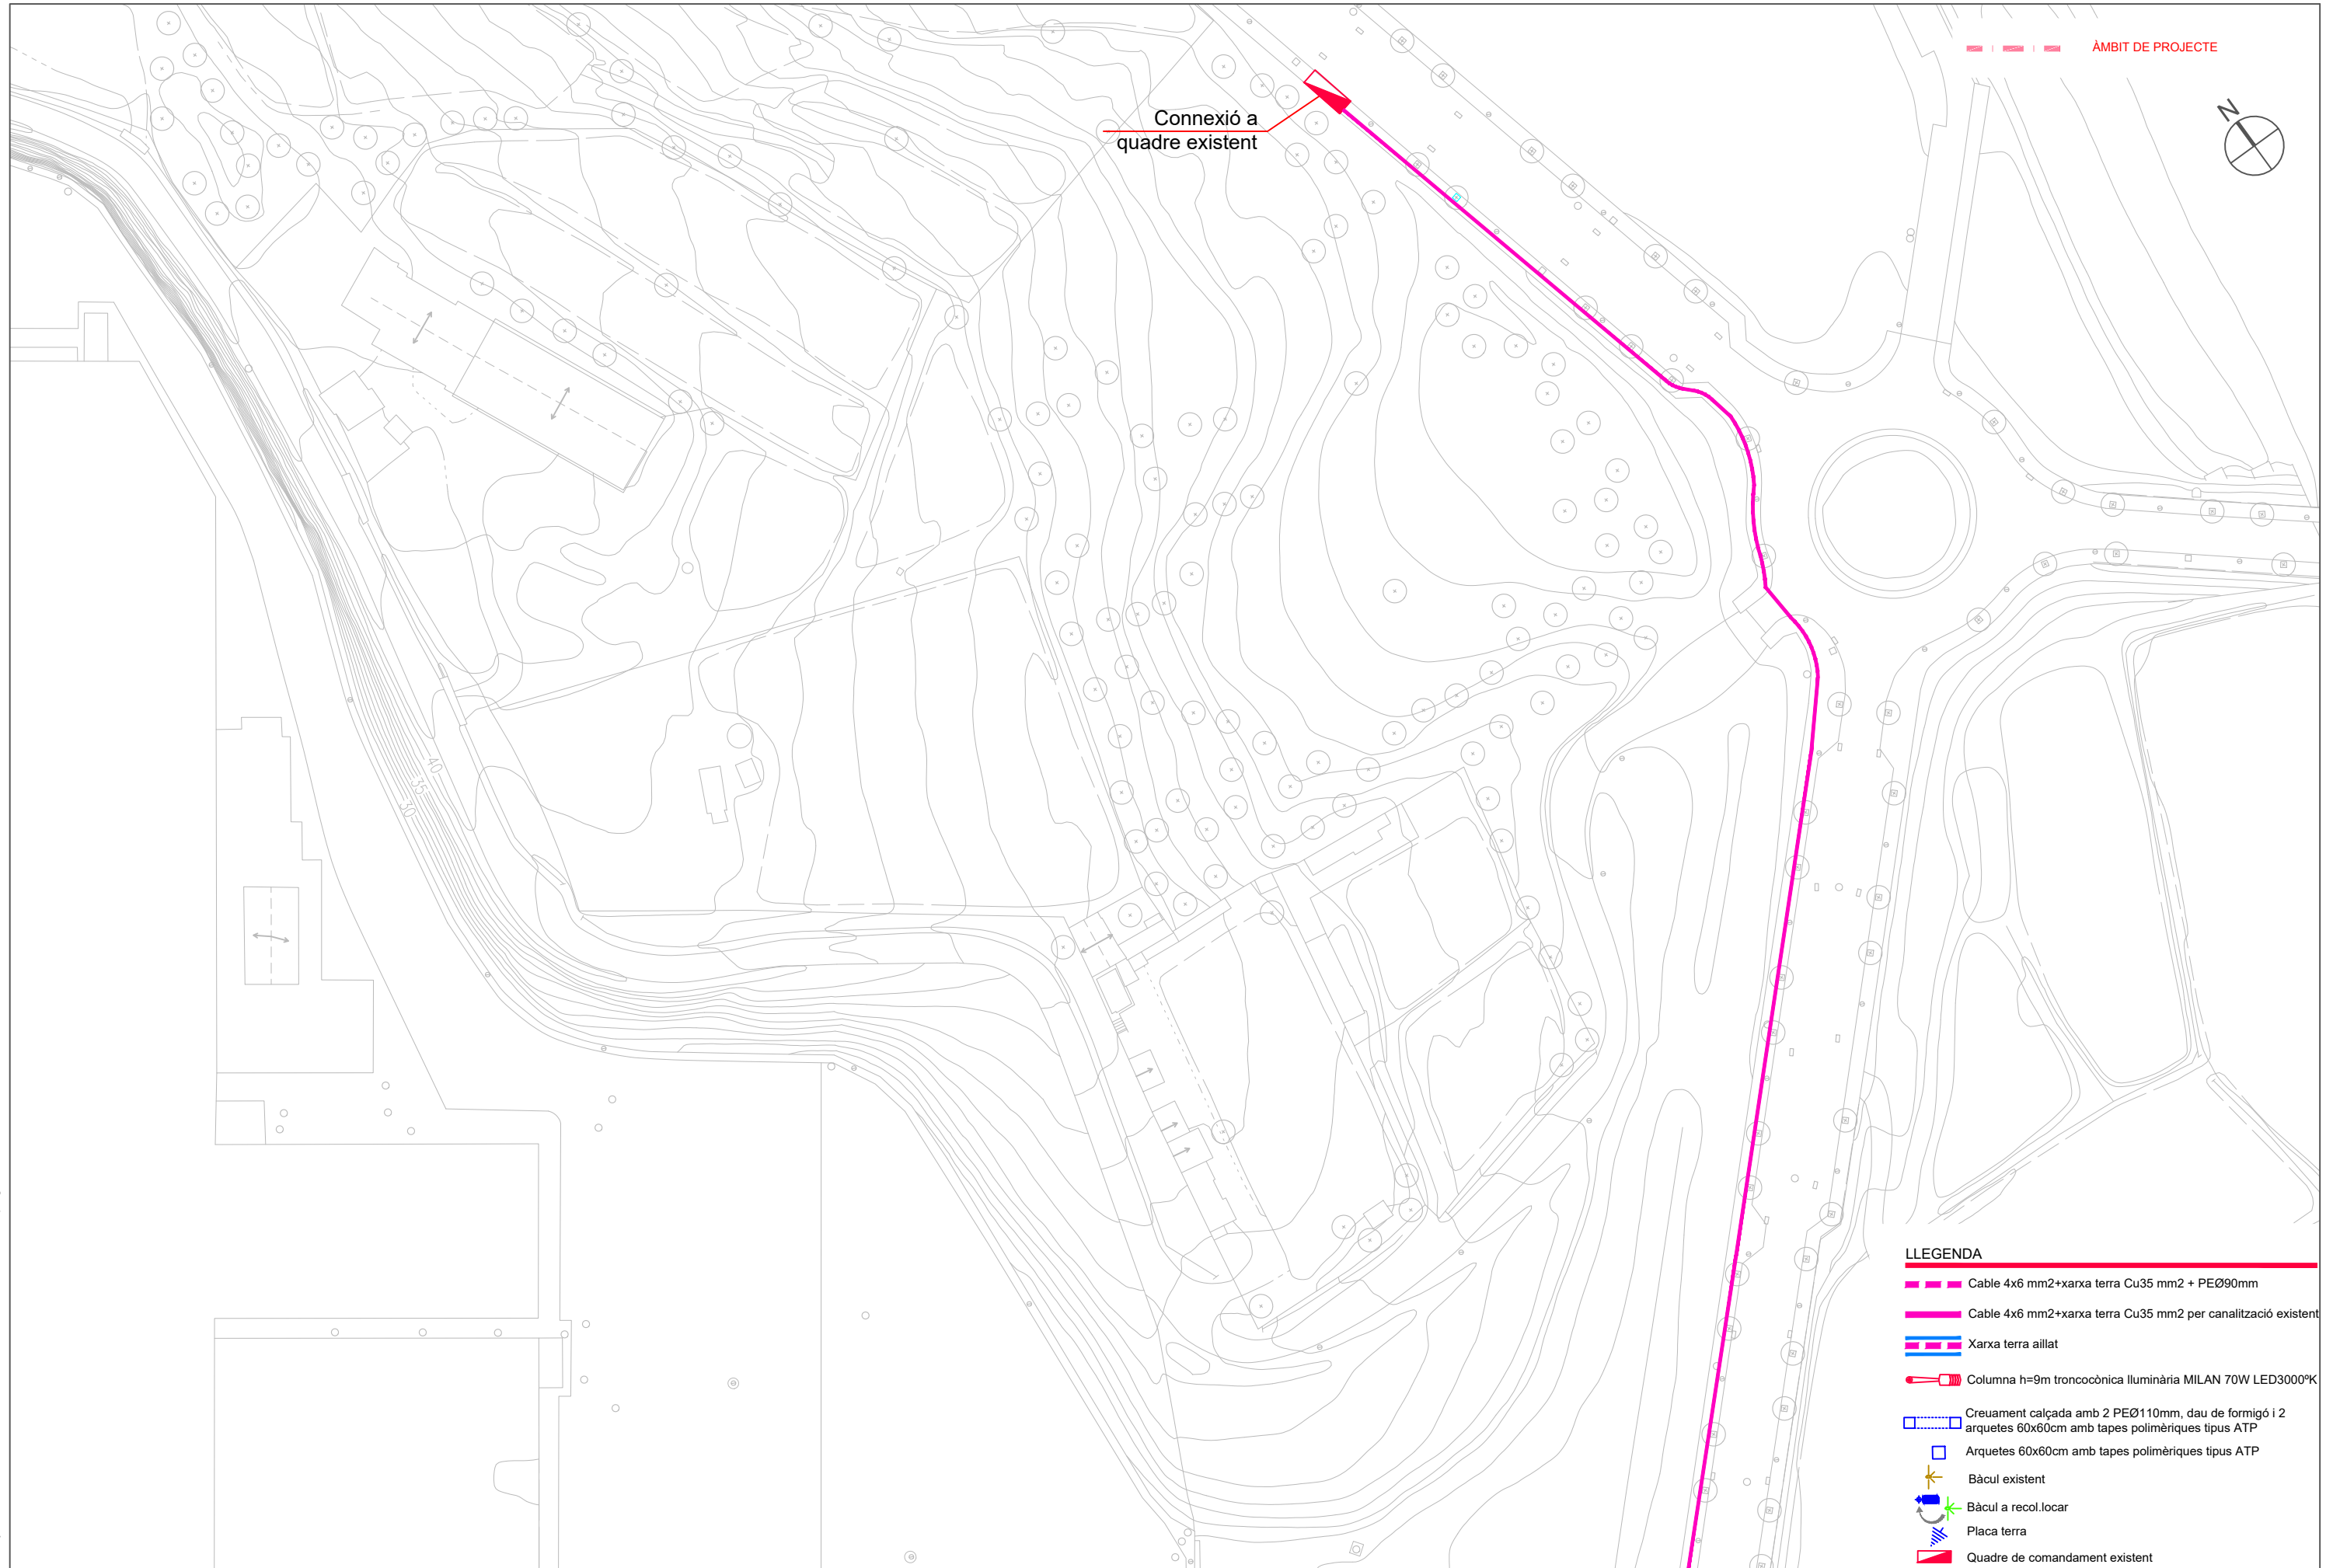 ÀMBIT DE PROJECTE
N
Connexió a
quadre existent
40
35
30
LLEGENDA
Cable 4x6 mm2+xarxa terra Cu35 mm2 + PEØ90mm
Cable 4x6 mm2+xarxa terra Cu35 mm2 per canalització existent
Xarxa terra aillat
Columna h=9m troncocònica lluminària MILAN 70W LED3000ºK
Creuament calçada amb 2 PEØ110mm, dau de formigó i 2
arquetes 60x60cm amb tapes polimèriques tipus ATP
Arquetes 60x60cm amb tapes polimèriques tipus ATP
Bàcul existent
Bàcul a recol.locar
Placa terra
Quadre de comandament existent